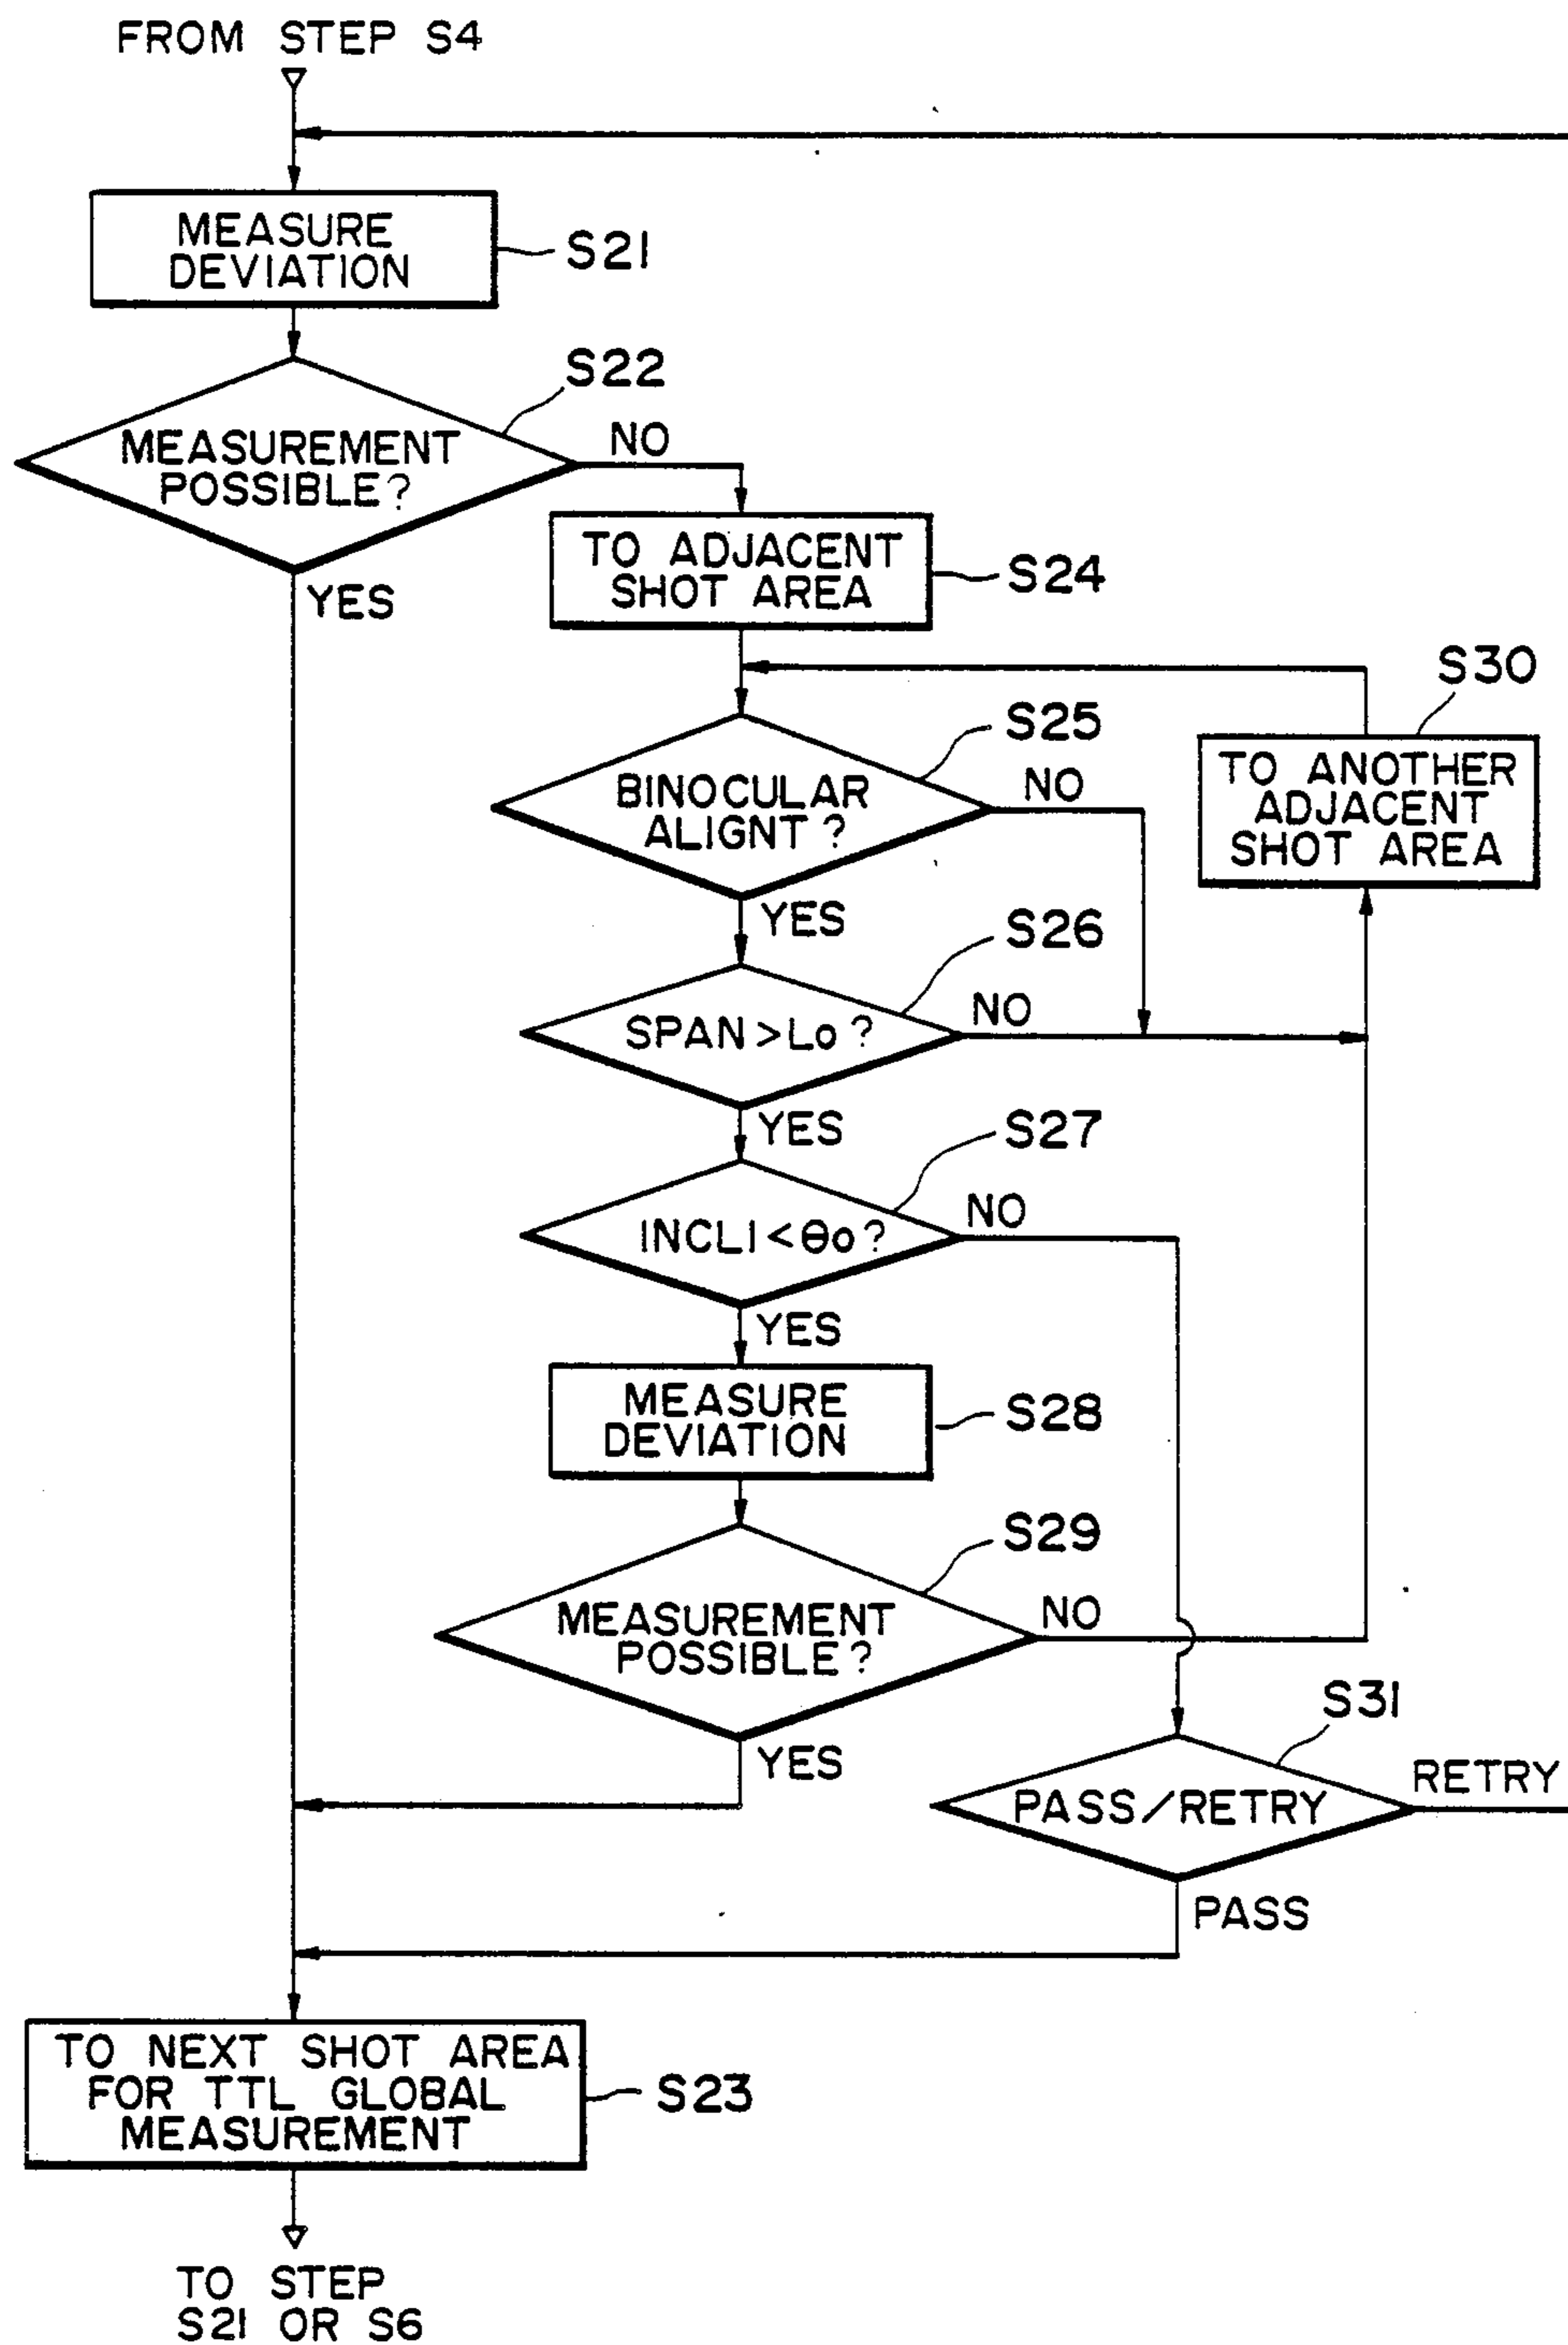 FROM STEP S4
MEASURE
DEVIATION
S21
S22
MEASUREMENT
POSSIBLE?
NO
YES
TO ADJACENT
SHOT AREA
S24
S30
TO ANOTHER
ADJACENT
SHOT AREA
S25
BINOCULAR
ALIGNT?
NO
YES
S26
SPAN>Lo?
NO
YES
S27
INCLI<θo?
NO
YES
MEASURE
DEVIATION
S28
S29
MEASUREMENT
POSSIBLE?
NO
YES
S31
PASS/RETRY
RETRY
PASS
TO NEXT SHOT AREA
FOR TTL GLOBAL
MEASUREMENT
S23
TO STEP
S21 OR S6